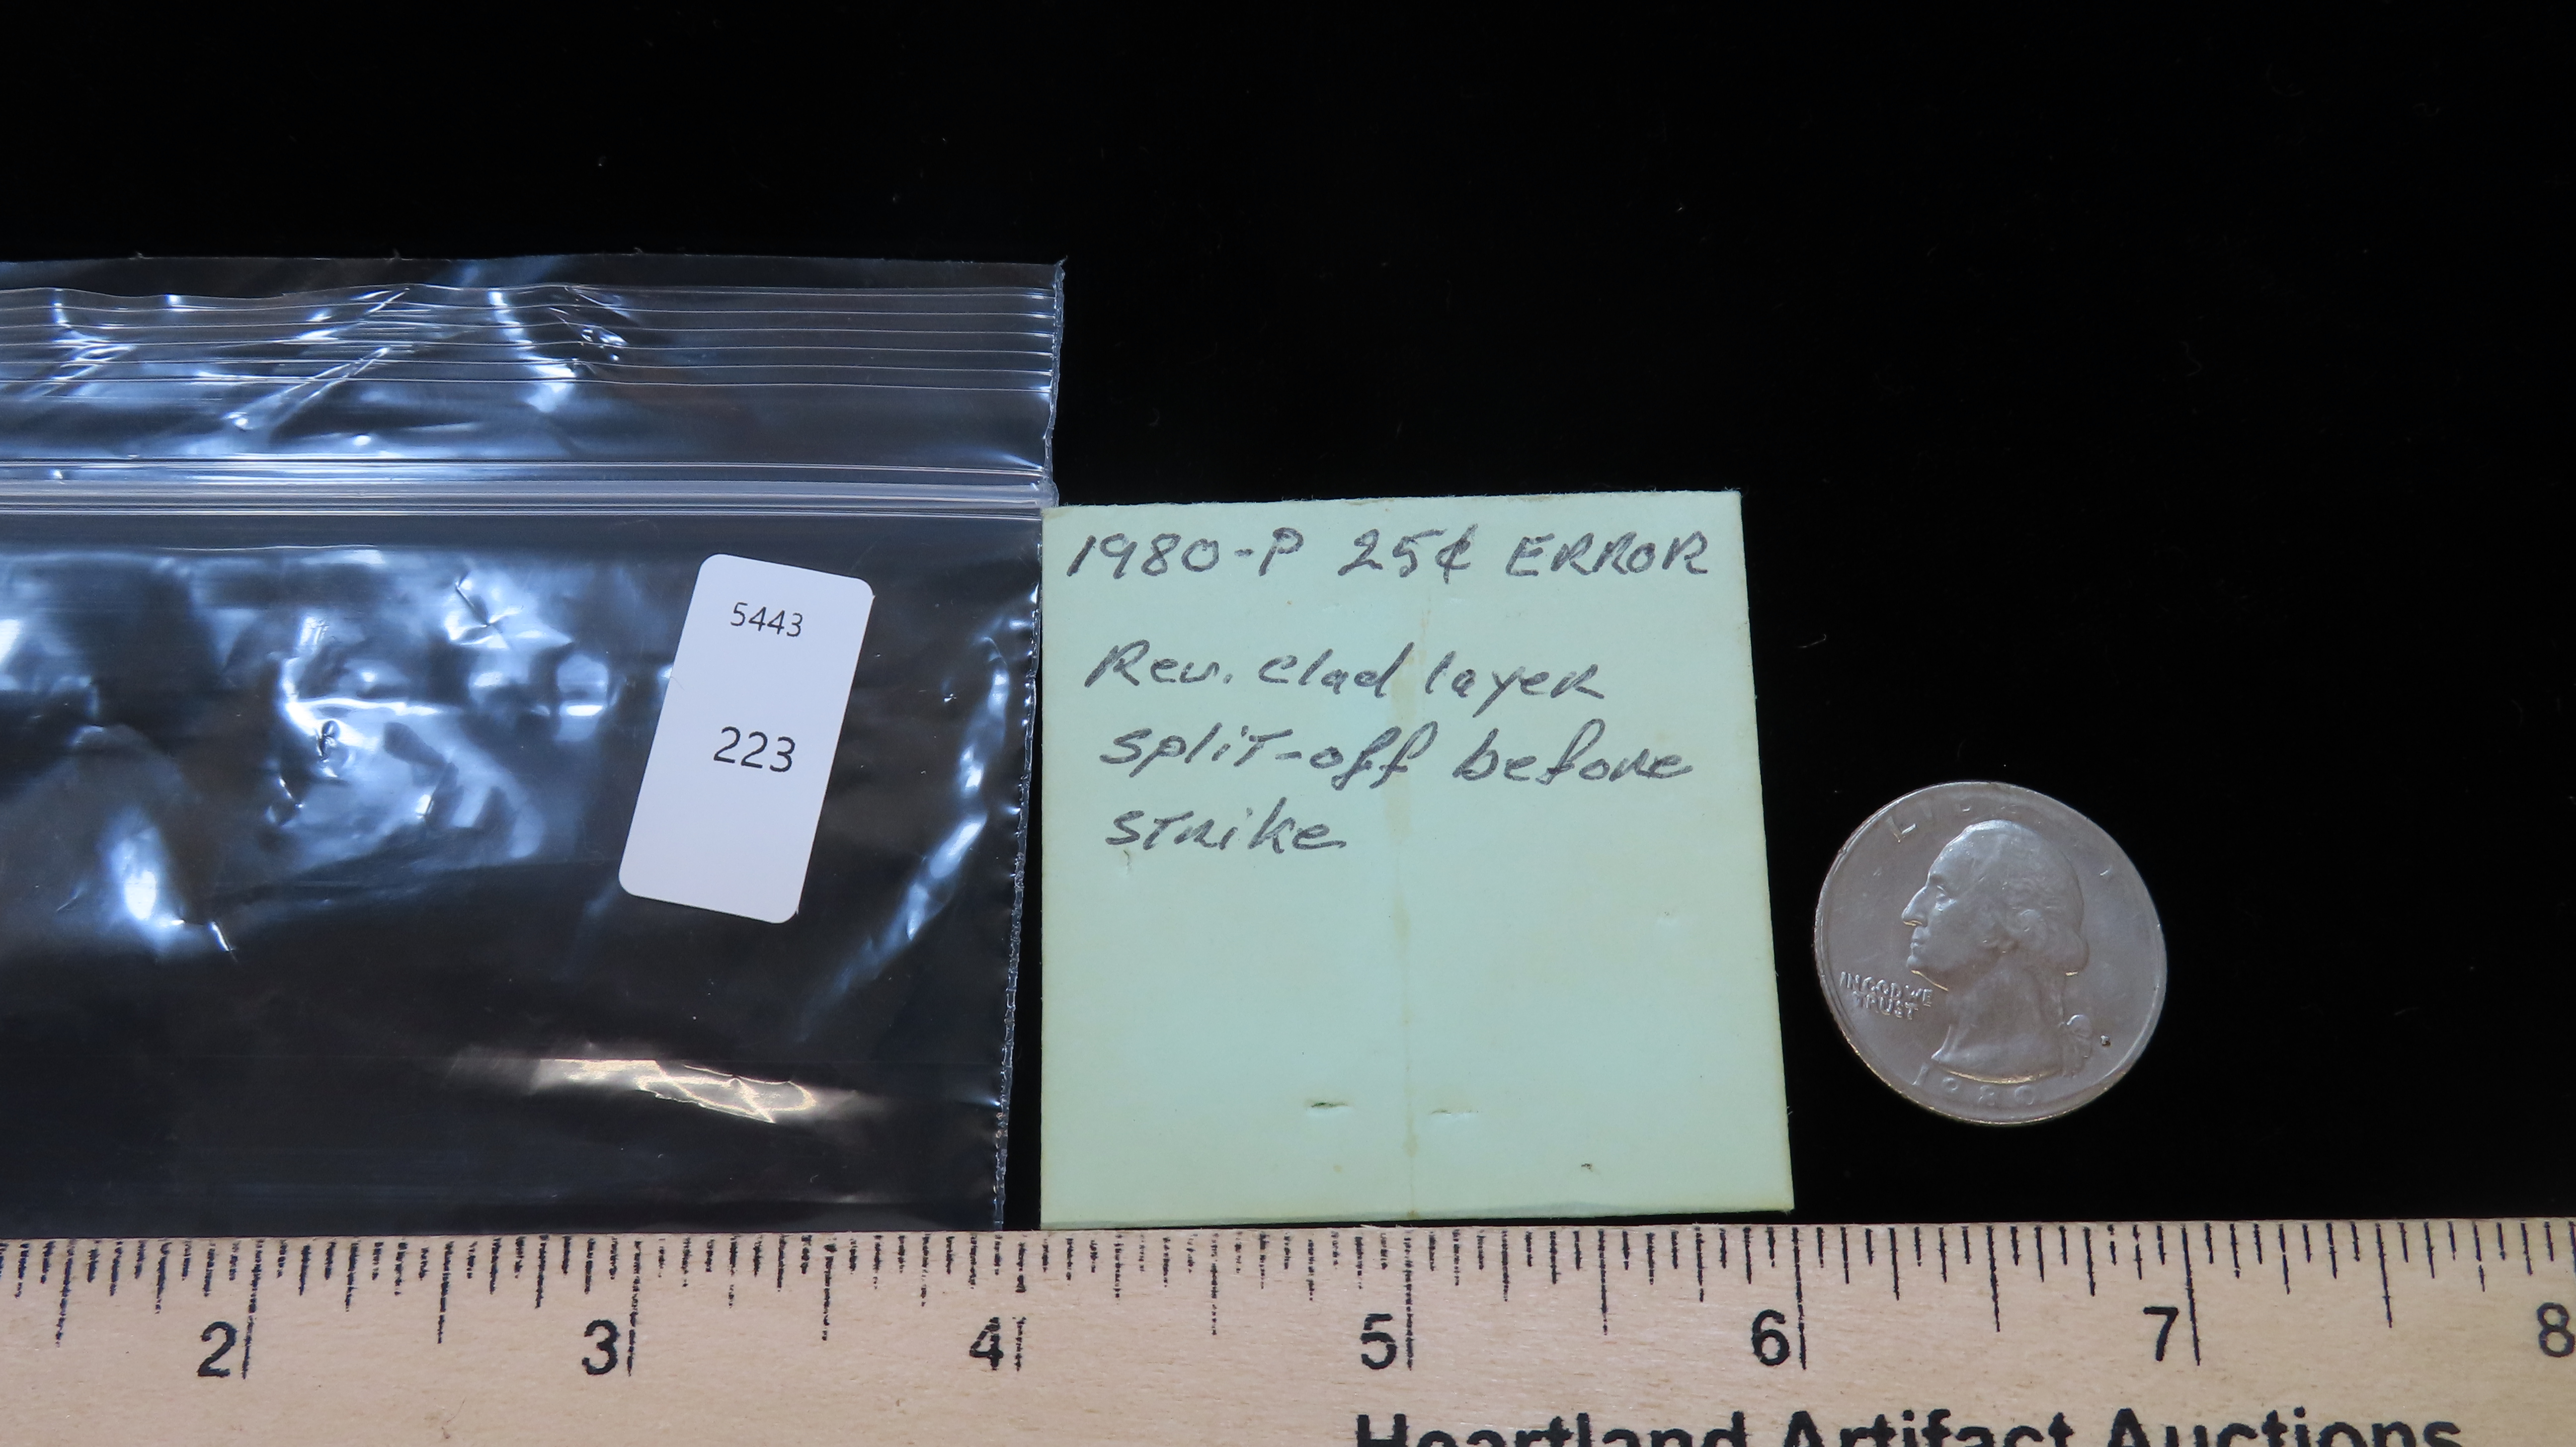 5443
223
1980-P 25¢ ERROR
Rev. clad layer
split-off before
strike
IN GOD WE
TRUST
1980
2 3 4 5 6 7 8
Heartland Artifact Auctions